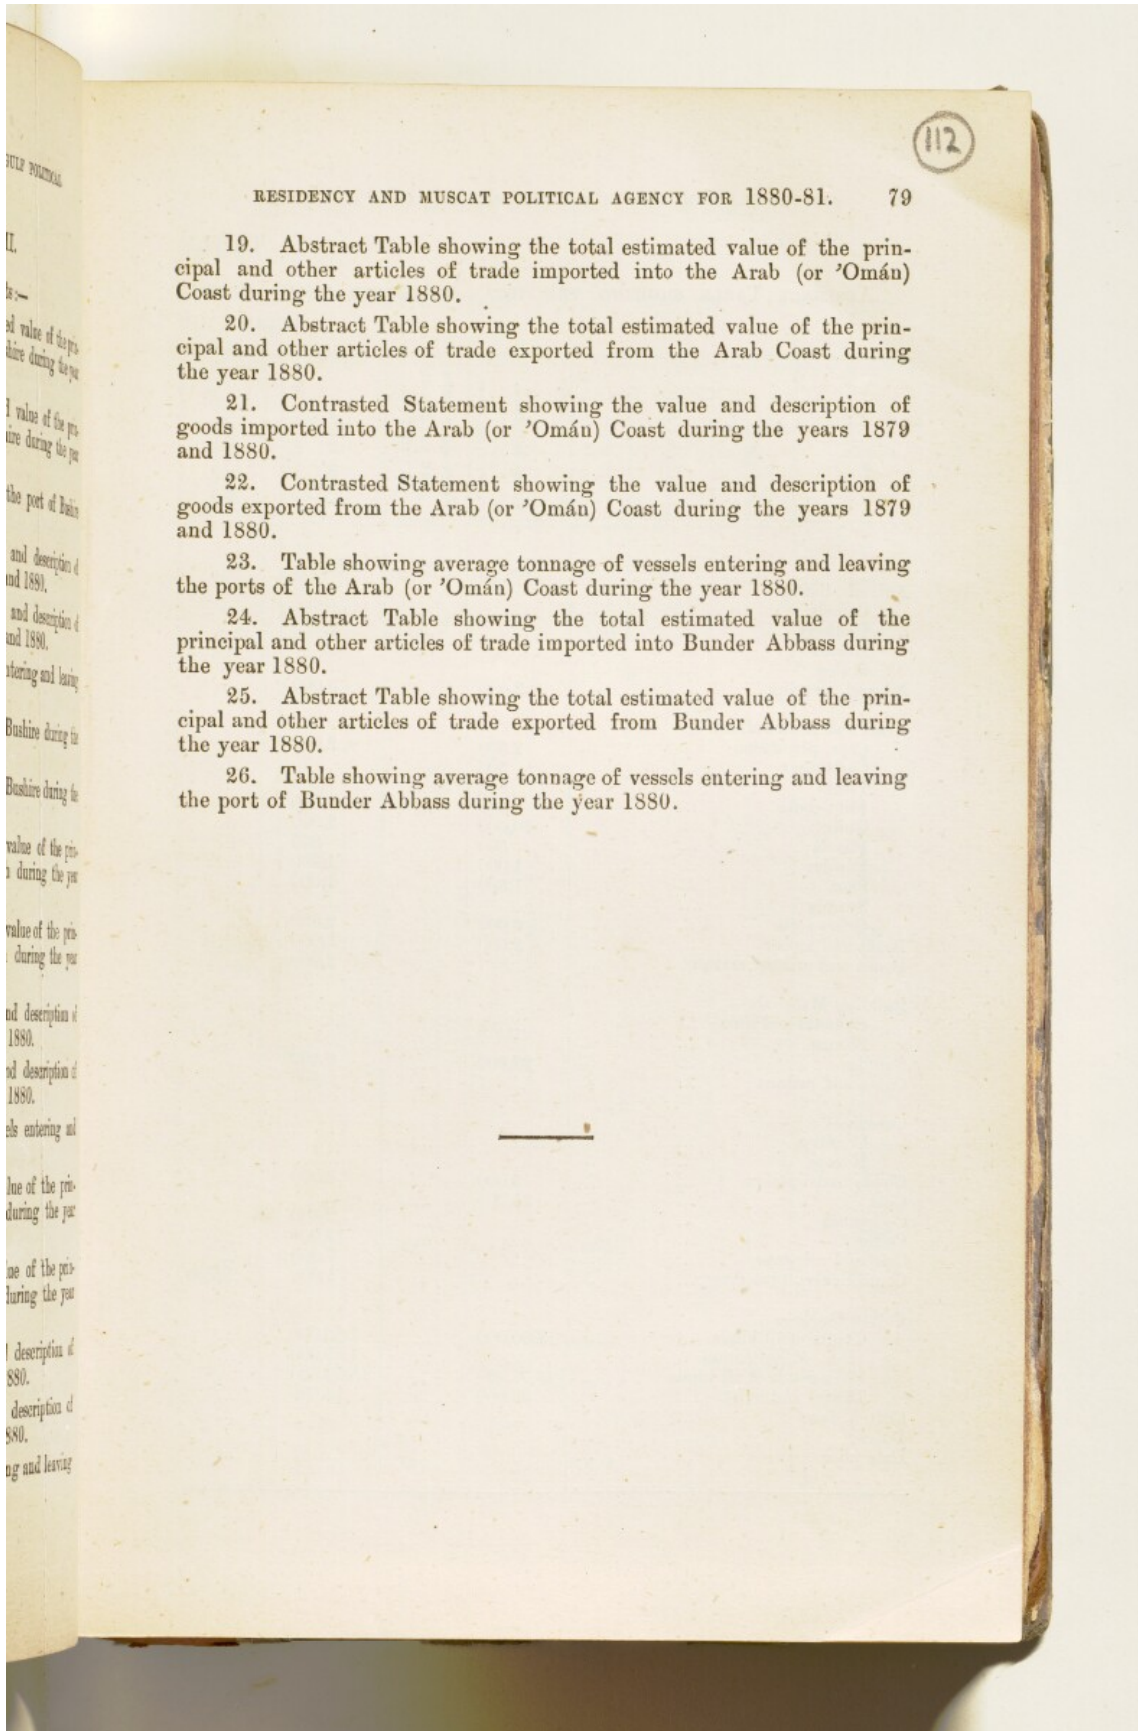 112
RESIDENCY AND MUSCAT POLITICAL AGENCY FOR 1880-81. 79
19. Abstract Table showing the total estimated value of the prin-
cipal and other articles of trade imported into the Arab (or ’Omán)
Coast during the year 1880.
20. Abstract Table showing the total estimated value of the prin-
cipal and other articles of trade exported from the Arab Coast during
the year 1880.
21. Contrasted Statement showing the value and description of
goods imported into the Arab (or ’Omán) Coast during the years 1879
and 1880.
22. Contrasted Statement showing the value and description of
goods exported from the Arab (or ’Omán) Coast during the years 1879
and 1880.
23. Table showing average tonnage of vessels entering and leaving
the ports of the Arab (or ’Omán) Coast during the year 1880.
24. Abstract Table showing the total estimated value of the
principal and other articles of trade imported into Bunder Abbass during
the year 1880.
25. Abstract Table showing the total estimated value of the prin-
cipal and other articles of trade exported from Bunder Abbass during
the year 1880.
26. Table showing average tonnage of vessels entering and leaving
the port of Bunder Abbass during the year 1880.